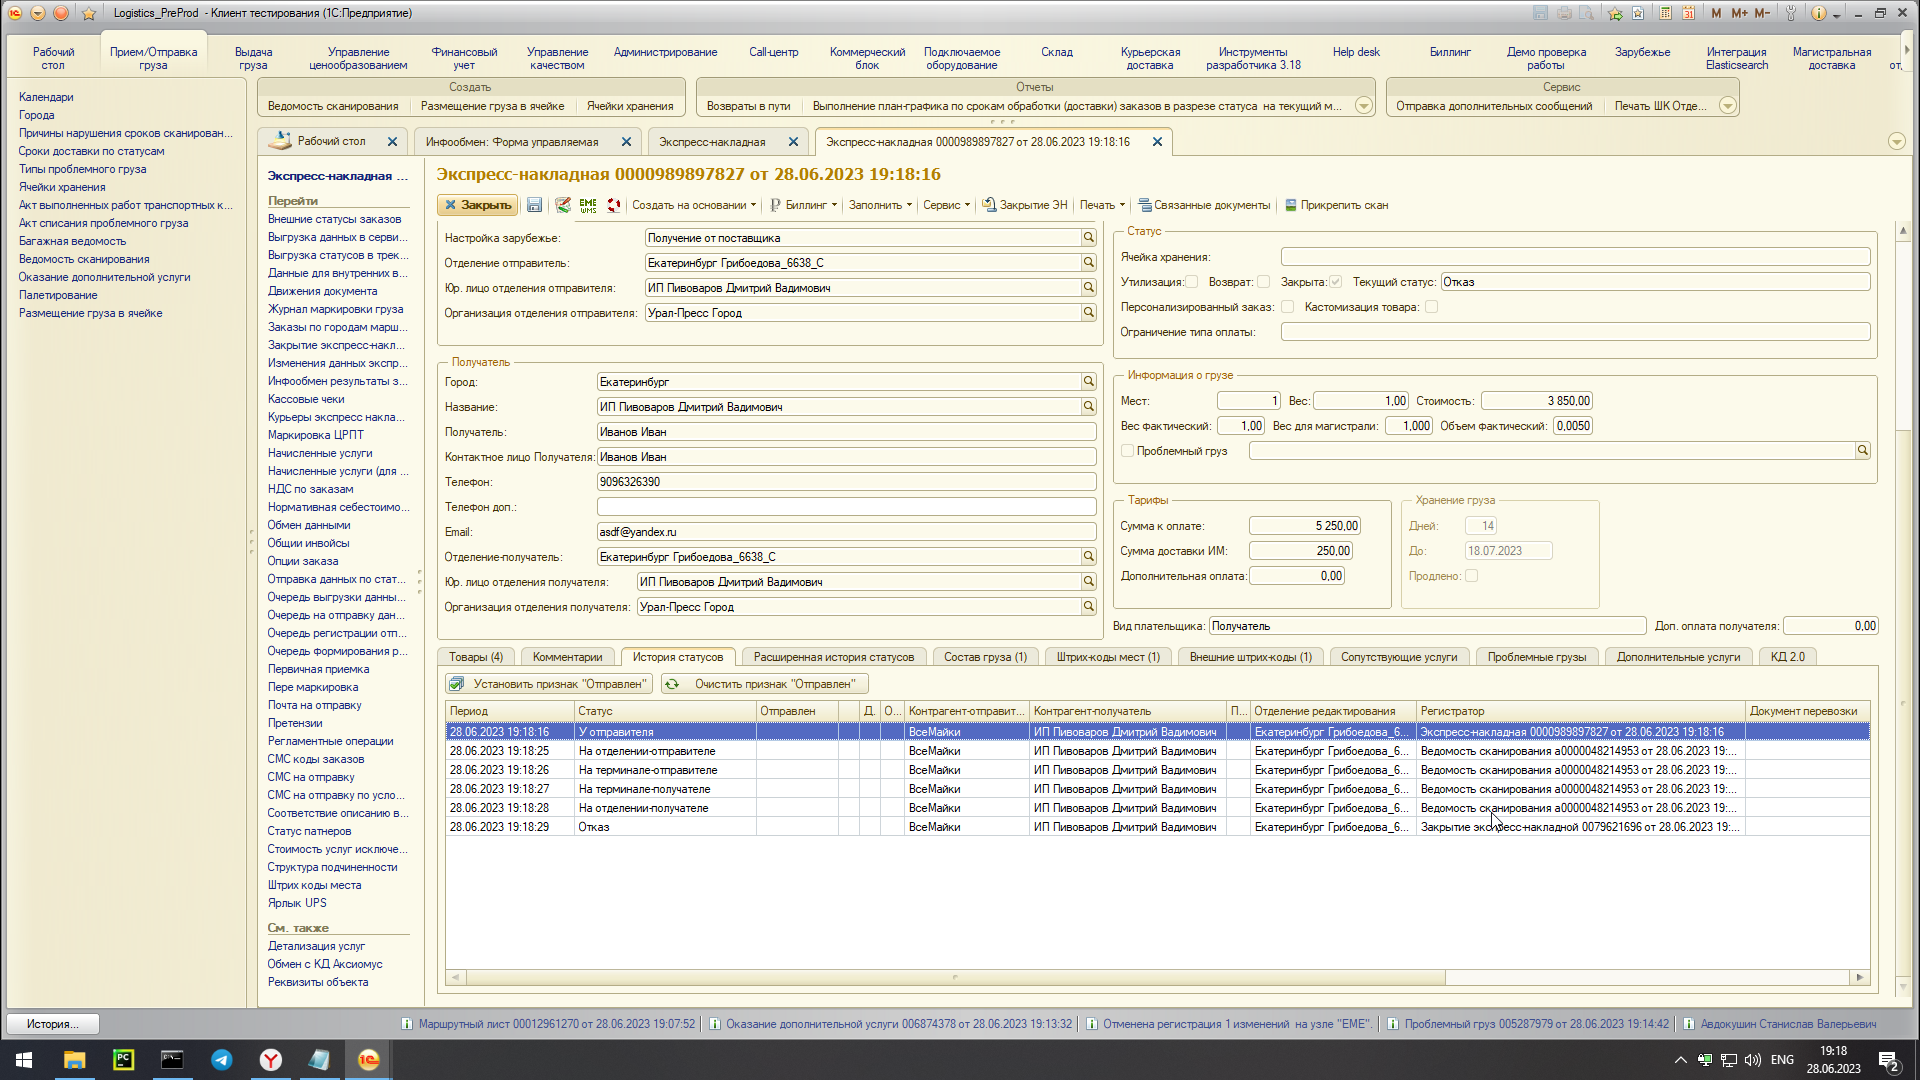 Logistics_PreProd - Клиент тестирования (1С:Предприятие)
M M+ M-
Рабочий стол
Прием/Отправка груза
Выдача груза
Управление ценообразованием
Финансовый учет
Управление качеством
Администрирование
Call-центр
Коммерческий блок
Подключаемое оборудование
Склад
Курьерская доставка
Инструменты разработчика 3.18
Help desk
Биллинг
Демо проверка работы
Зарубежье
Интеграция Elasticsearch
Магистральная доставка
Календари
Города
Причины нарушения сроков сканирован...
Сроки доставки по статусам
Типы проблемного груза
Ячейки хранения
Акт выполненных работ транспортных к...
Акт списания проблемного груза
Багажная ведомость
Ведомость сканирования
Оказание дополнительной услуги
Палетирование
Размещение груза в ячейке
Создать
Ведомость сканирования Размещение груза в ячейке Ячейки хранения
Отчеты
Возвраты в пути Выполнение план-графика по срокам обработки (доставки) заказов в разрезе статуса на текущий м...
Сервис
Отправка дополнительных сообщений Печать ШК Отде...
Рабочий стол
Инфообмен: Форма управляемая
Экспресс-накладная
Экспресс-накладная 0000989897827 от 28.06.2023 19:18:16
Экспресс-накладная ...
Перейти
Внешние статусы заказов
Выгрузка данных в серви...
Выгрузка статусов в трек...
Данные для внутренних в...
Движения документа
Журнал маркировки груза
Заказы по городам марш...
Закрытие экспресс-накл...
Изменения данных экспр...
Инфообмен результаты з...
Кассовые чеки
Курьеры экспресс накла...
Маркировка ЦРПТ
Начисленные услуги
Начисленные услуги (для ...
НДС по заказам
Нормативная себестоимо...
Обмен данными
Общии инвойсы
Опции заказа
Отправка данных по стат...
Очередь выгрузки данны...
Очередь на отправку дан...
Очередь регистрации отп...
Очередь формирования р...
Первичная приемка
Пере маркировка
Почта на отправку
Претензии
Регламентные операции
СМС коды заказов
СМС на отправку
СМС на отправку по усло...
Соответствие описанию в...
Статус патнеров
Стоимость услуг исключе...
Структура подчиненности
Штрих коды места
Ярлык UPS
См. также
Детализация услуг
Обмен с КД Аксиомус
Реквизиты объекта
Экспресс-накладная 0000989897827 от 28.06.2023 19:18:16
Закрыть EME WMS Создать на основании Биллинг Заполнить Сервис Закрытие ЭН Печать Связанные документы Прикрепить скан
Настройка зарубежье: Получение от поставщика
Отделение отправитель: Екатеринбург Грибоедова_6638_С
Юр. лицо отделения отправителя: ИП Пивоваров Дмитрий Вадимович
Организация отделения отправителя: Урал-Пресс Город
Получатель
Город: Екатеринбург
Название: ИП Пивоваров Дмитрий Вадимович
Получатель: Иванов Иван
Контактное лицо Получателя: Иванов Иван
Телефон: 9096326390
Телефон доп.:
Email: asdf@yandex.ru
Отделение-получатель: Екатеринбург Грибоедова_6638_С
Юр. лицо отделения получателя: ИП Пивоваров Дмитрий Вадимович
Организация отделения получателя: Урал-Пресс Город
Статус
Ячейка хранения:
Утилизация: Возврат: Закрыта: Текущий статус: Отказ
Персонализированный заказ: Кастомизация товара:
Ограничение типа оплаты:
Информация о грузе
Мест: 1 Вес: 1,00 Стоимость: 3 850,00
Вес фактический: 1,00 Вес для магистрали: 1,000 Объем фактический: 0,0050
Проблемный груз
Тарифы
Сумма к оплате: 5 250,00
Сумма доставки ИМ: 250,00
Дополнительная оплата: 0,00
Хранение груза
Дней: 14
До: 18.07.2023
Продлено:
Вид плательщика: Получатель Доп. оплата получателя: 0,00
Товары (4) Комментарии История статусов Расширенная история статусов Состав груза (1) Штрих-коды мест (1) Внешние штрих-коды (1) Сопутствующие услуги Проблемные грузы Дополнительные услуги КД 2.0
Установить признак "Отправлен" Очистить признак "Отправлен"
Период Статус Отправлен Д. О... Контрагент-отправит... Контрагент-получатель П... Отделение редактирования Регистратор Документ перевозки
28.06.2023 19:18:16 У отправителя ВсеМайки ИП Пивоваров Дмитрий Вадимович Екатеринбург Грибоедова_6... Экспресс-накладная 0000989897827 от 28.06.2023 19:18:16
28.06.2023 19:18:25 На отделении-отправителе ВсеМайки ИП Пивоваров Дмитрий Вадимович Екатеринбург Грибоедова_6... Ведомость сканирования а0000048214953 от 28.06.2023 19:...
28.06.2023 19:18:26 На терминале-отправителе ВсеМайки ИП Пивоваров Дмитрий Вадимович Екатеринбург Грибоедова_6... Ведомость сканирования а0000048214953 от 28.06.2023 19:...
28.06.2023 19:18:27 На терминале-получателе ВсеМайки ИП Пивоваров Дмитрий Вадимович Екатеринбург Грибоедова_6... Ведомость сканирования а0000048214953 от 28.06.2023 19:...
28.06.2023 19:18:28 На отделении-получателе ВсеМайки ИП Пивоваров Дмитрий Вадимович Екатеринбург Грибоедова_6... Ведомость сканирования а0000048214953 от 28.06.2023 19:...
28.06.2023 19:18:29 Отказ ВсеМайки ИП Пивоваров Дмитрий Вадимович Екатеринбург Грибоедова_6... Закрытие экспресс-накладной 0079621696 от 28.06.2023 19:...
История... Маршрутный лист 00012961270 от 28.06.2023 19:07:52 Оказание дополнительной услуги 006874378 от 28.06.2023 19:13:32 Отменена регистрация 1 изменений на узле "EME". Проблемный груз 005287979 от 28.06.2023 19:14:42 Авдокушин Станислав Валерьевич
ENG 19:18
28.06.2023
2